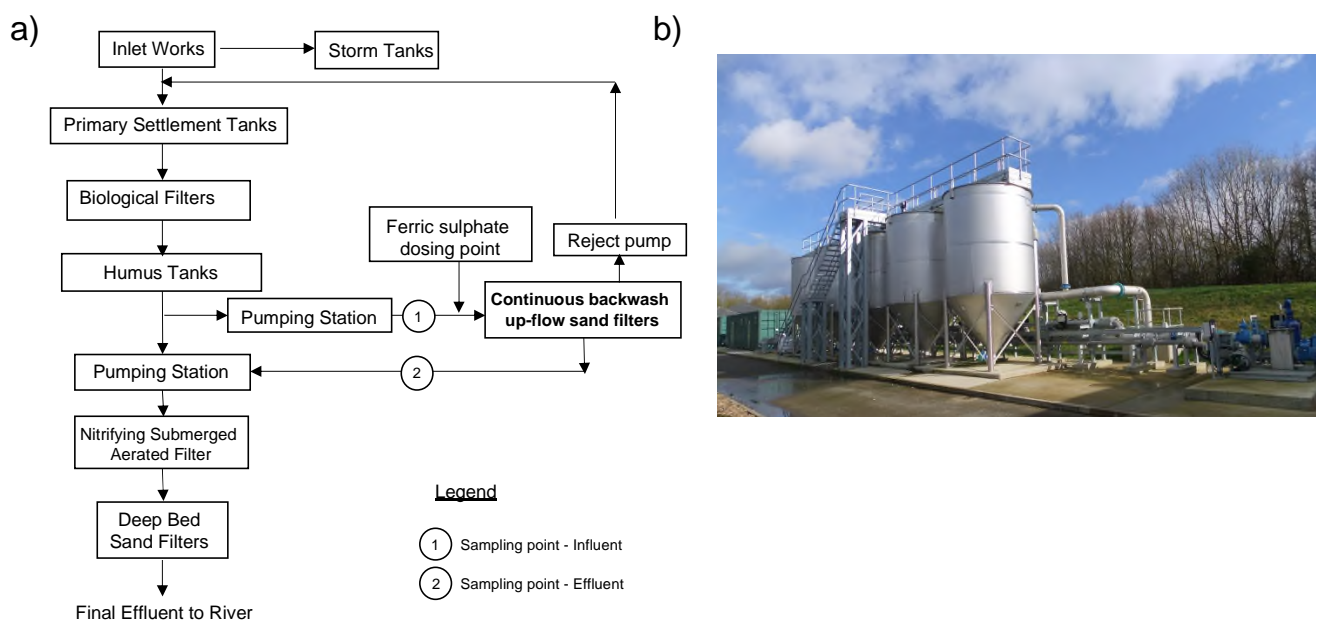 a)
b)
Inlet Works
Storm Tanks
Primary Settlement Tanks
Biological Filters
Ferric sulphate
dosing point
Reject pump
Humus Tanks
Continuous backwash
up-flow sand filters
Pumping Station
1
Pumping Station
2
Nitrifying Submerged
Aerated Filter
Legend
Deep Bed
Sand Filters
1 Sampling point - Influent
2 Sampling point - Effluent
Final Effluent to River